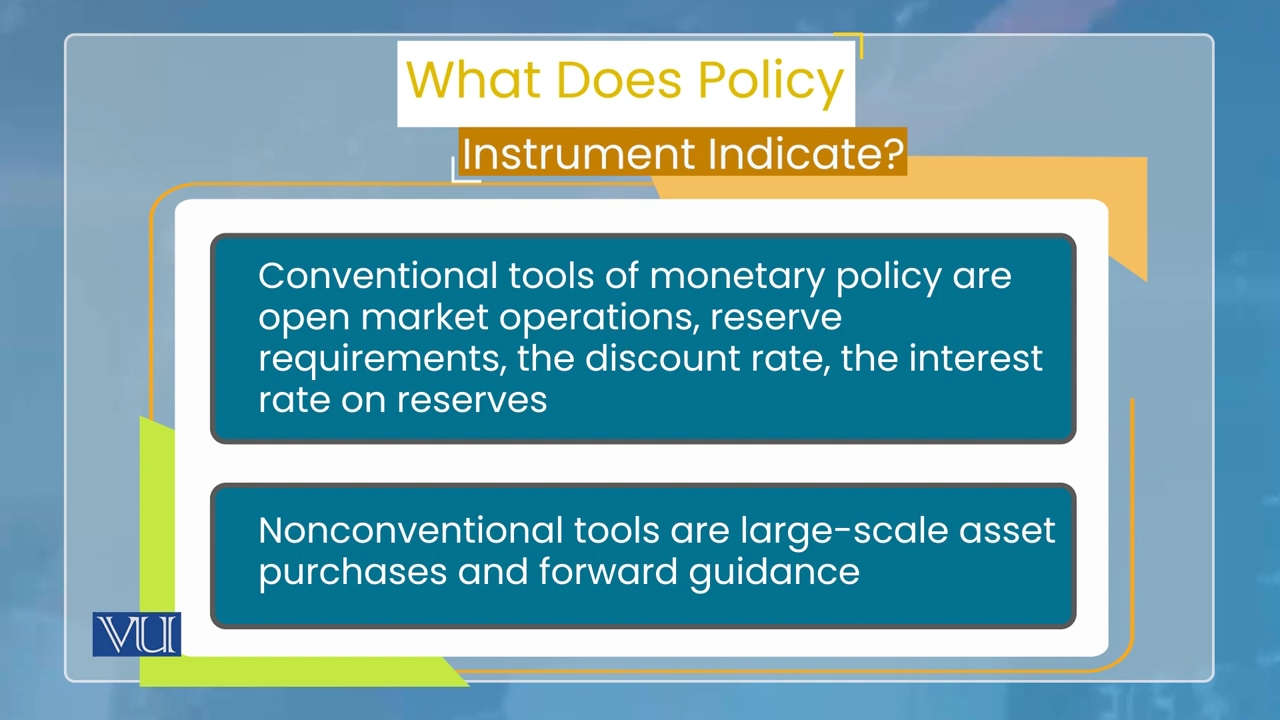 What Does Policy
Instrument Indicate?
Conventional tools of monetary policy are
open market operations, reserve
requirements, the discount rate, the interest
rate on reserves
Nonconventional tools are large-scale asset
purchases and forward guidance
VU